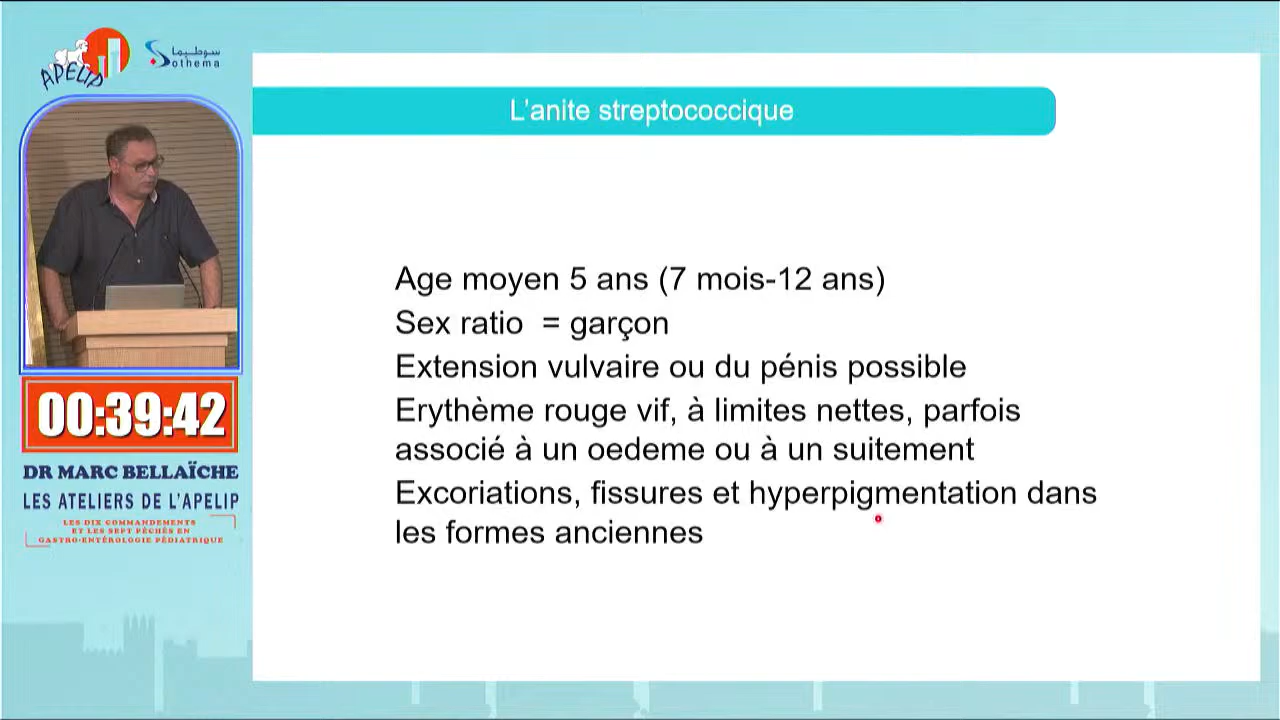 APELIP
سوطيما
Sothema
L'anite streptococcique
Age moyen 5 ans (7 mois-12 ans)
Sex ratio = garçon
Extension vulvaire ou du pénis possible
Erythème rouge vif, à limites nettes, parfois
associé à un oedeme ou à un suitement
Excoriations, fissures et hyperpigmentation dans
les formes anciennes
00:39:42
DR MARC BELLAÏCHE
LES ATELIERS DE L'APELIP
LES DIX COMMANDEMENTS
ET LES SEPT PÉCHÉS EN
GASTRO-ENTÉROLOGIE PÉDIATRIQUE